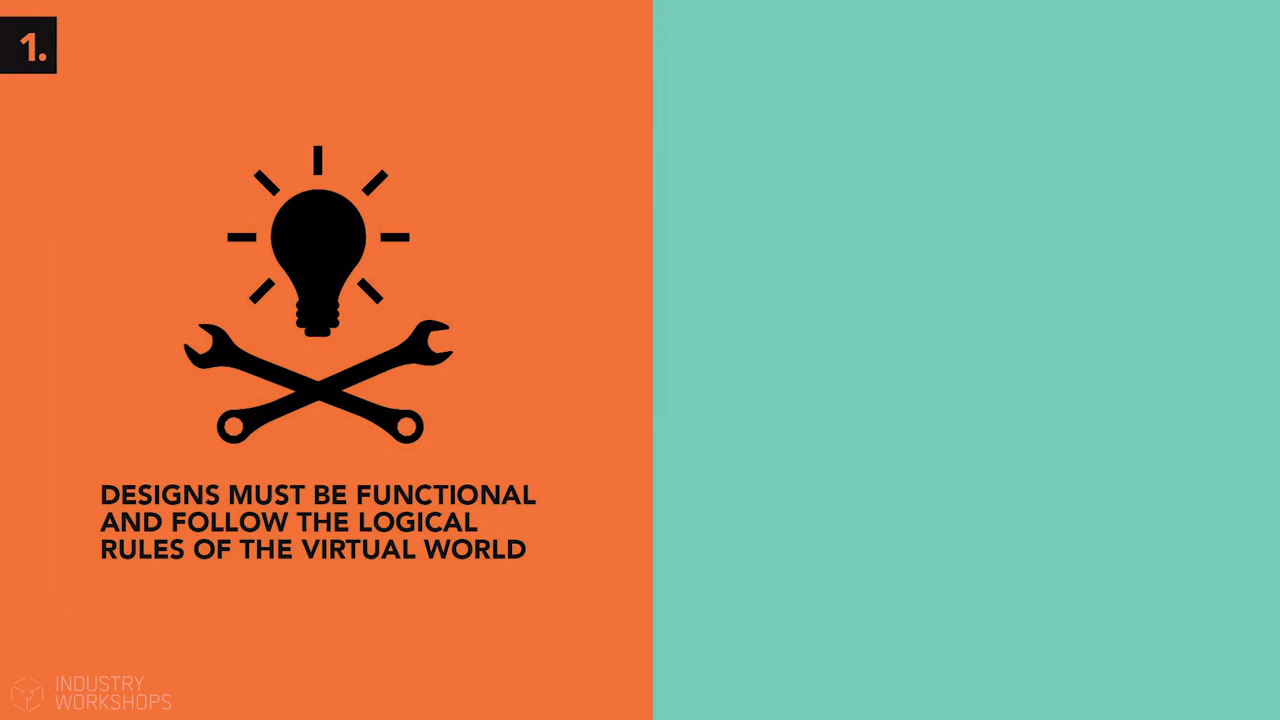 1.
DESIGNS MUST BE FUNCTIONAL
AND FOLLOW THE LOGICAL
RULES OF THE VIRTUAL WORLD
INDUSTRY
WORKSHOPS